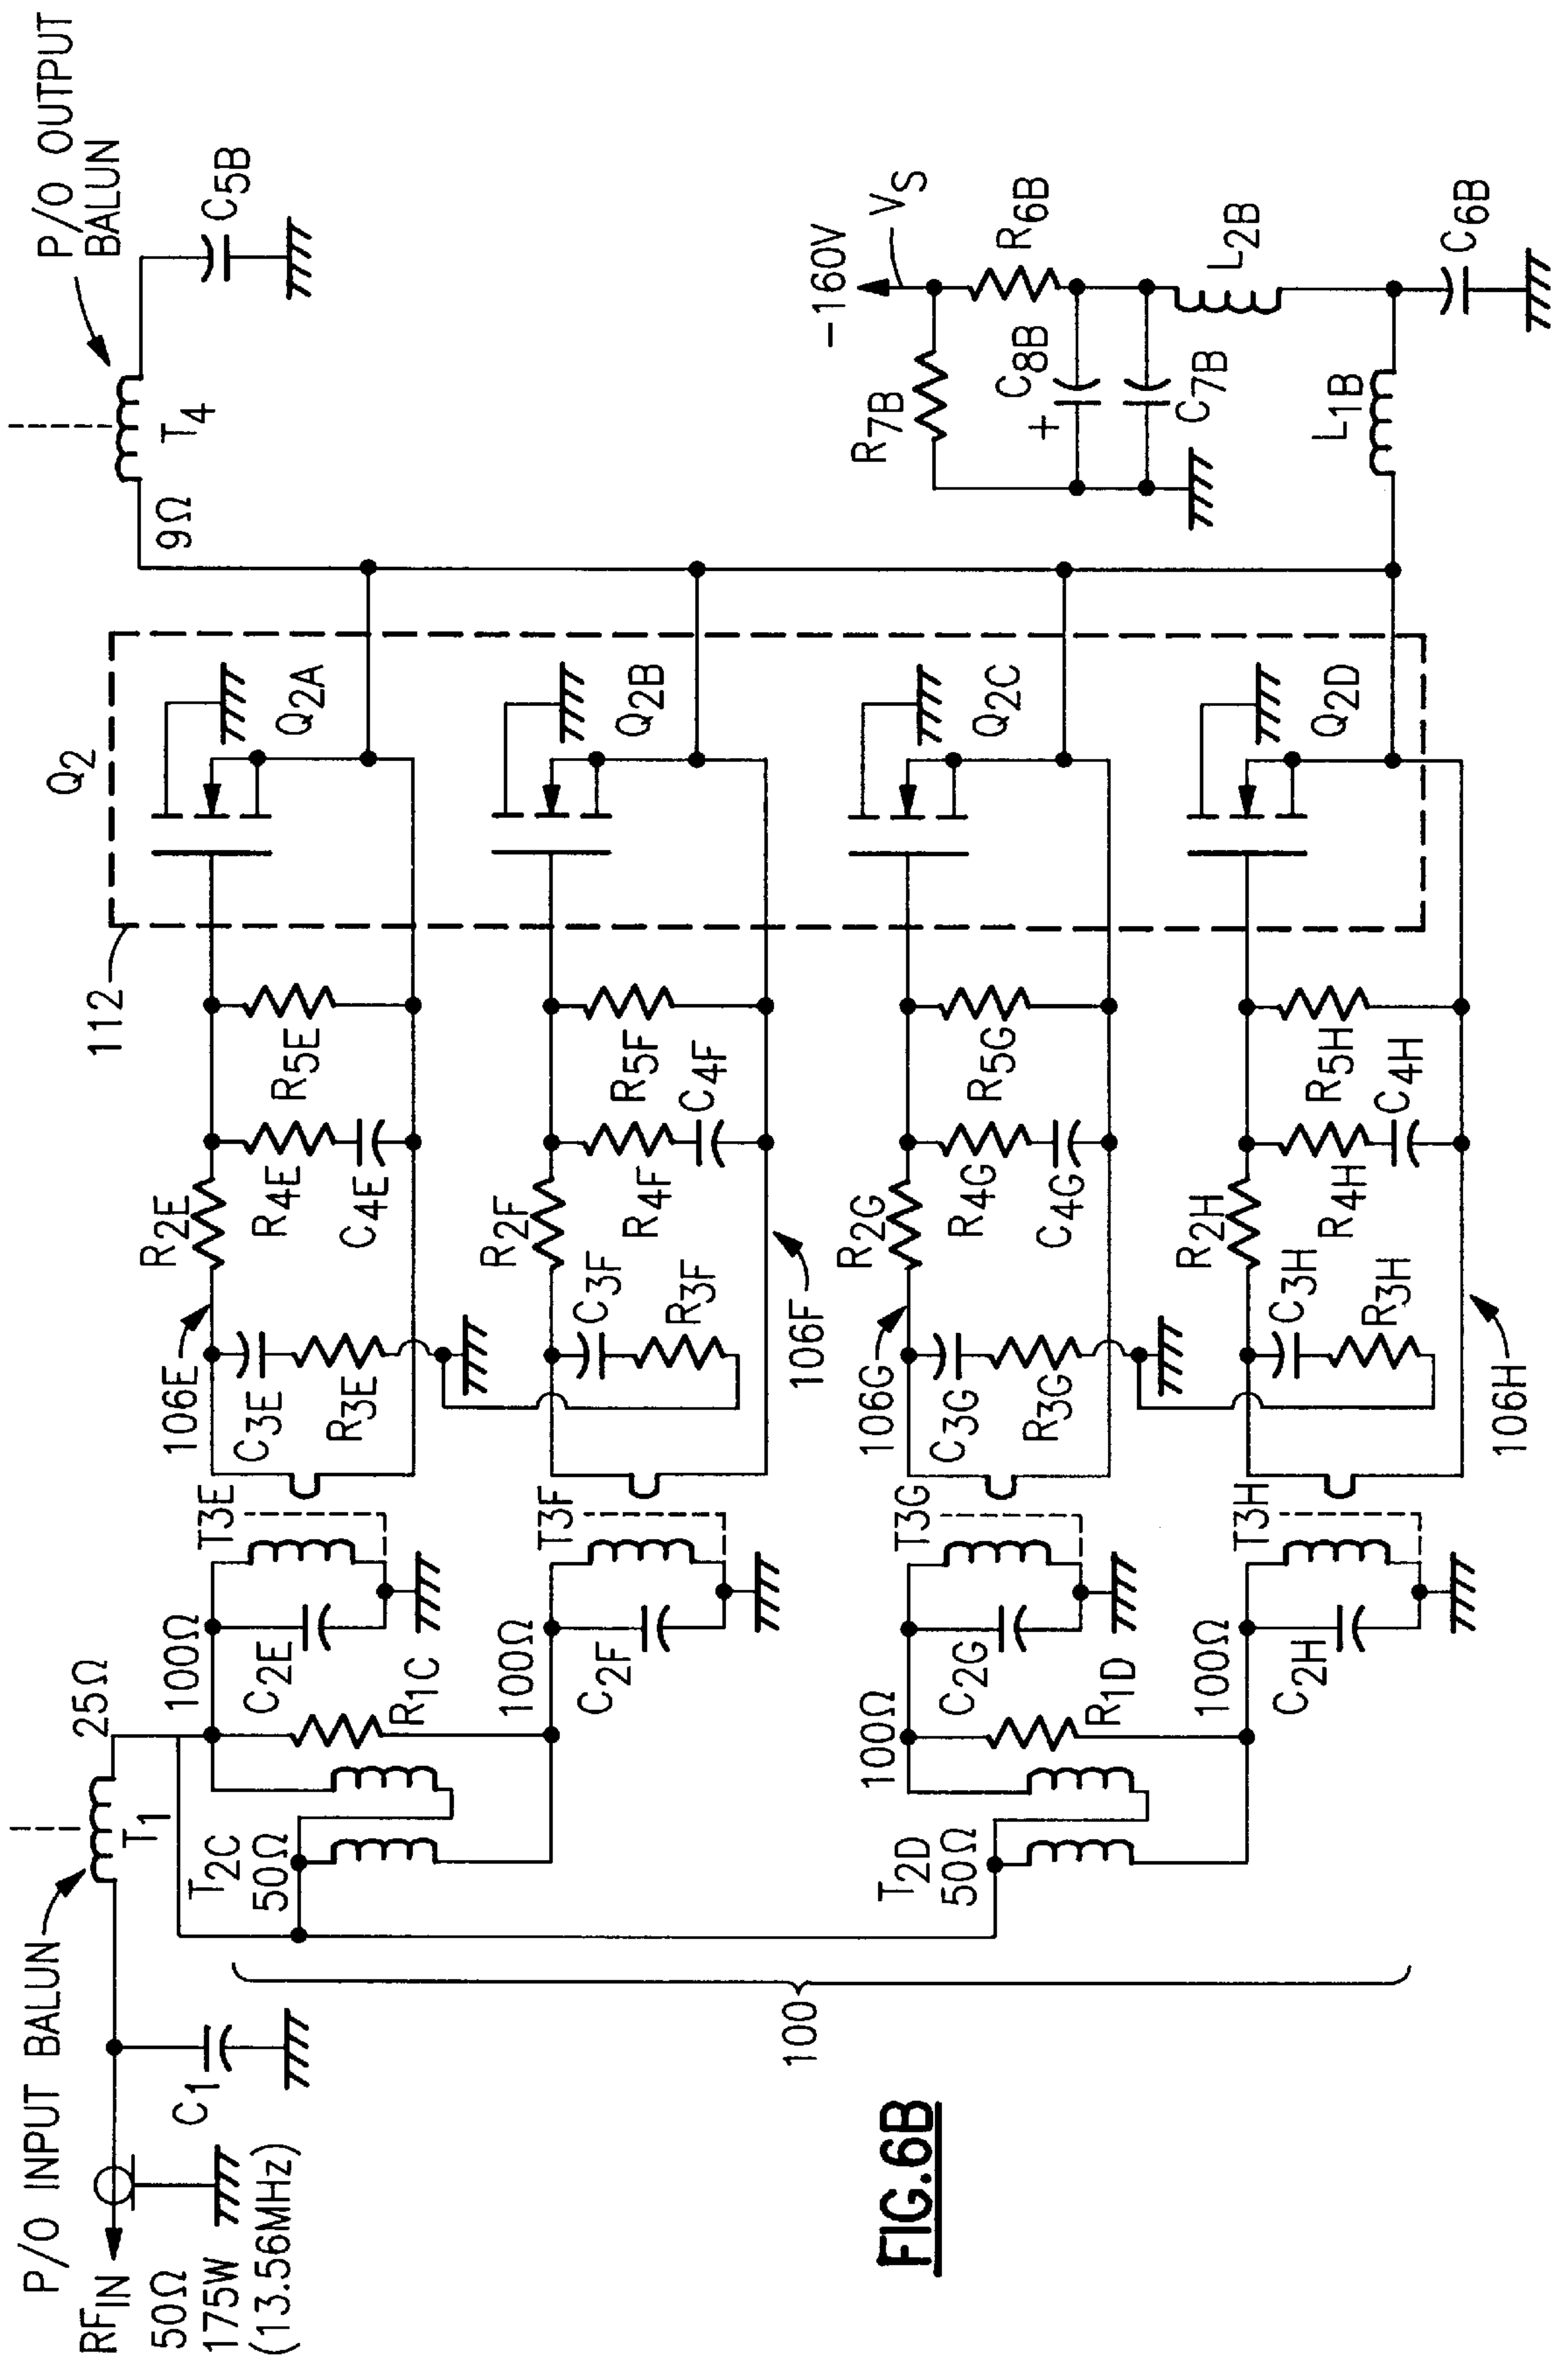 P/O INPUT BALUN
RFIN
50Ω
175W
(13.56MHz)
C1
T1
25Ω
100
T2C
50Ω
R1C
100Ω
100Ω
C2E
C2F
T3E
T3F
T2D
50Ω
R1D
100Ω
100Ω
C2G
C2H
T3G
T3H
106E
C3E
R3E
R2E
R4E
C4E
R5E
C3F
R3F
R2F
R4F
C4F
R5F
106F
106G
C3G
R3G
R2G
R4G
C4G
R5G
C3H
R3H
R2H
R4H
C4H
R5H
106H
112
Q2
Q2A
Q2B
Q2C
Q2D
9Ω
T4
P/O OUTPUT
BALUN
C5B
-160V
VS
R7B
R6B
C8B
+
C7B
L2B
L1B
C6B
FIG.6B